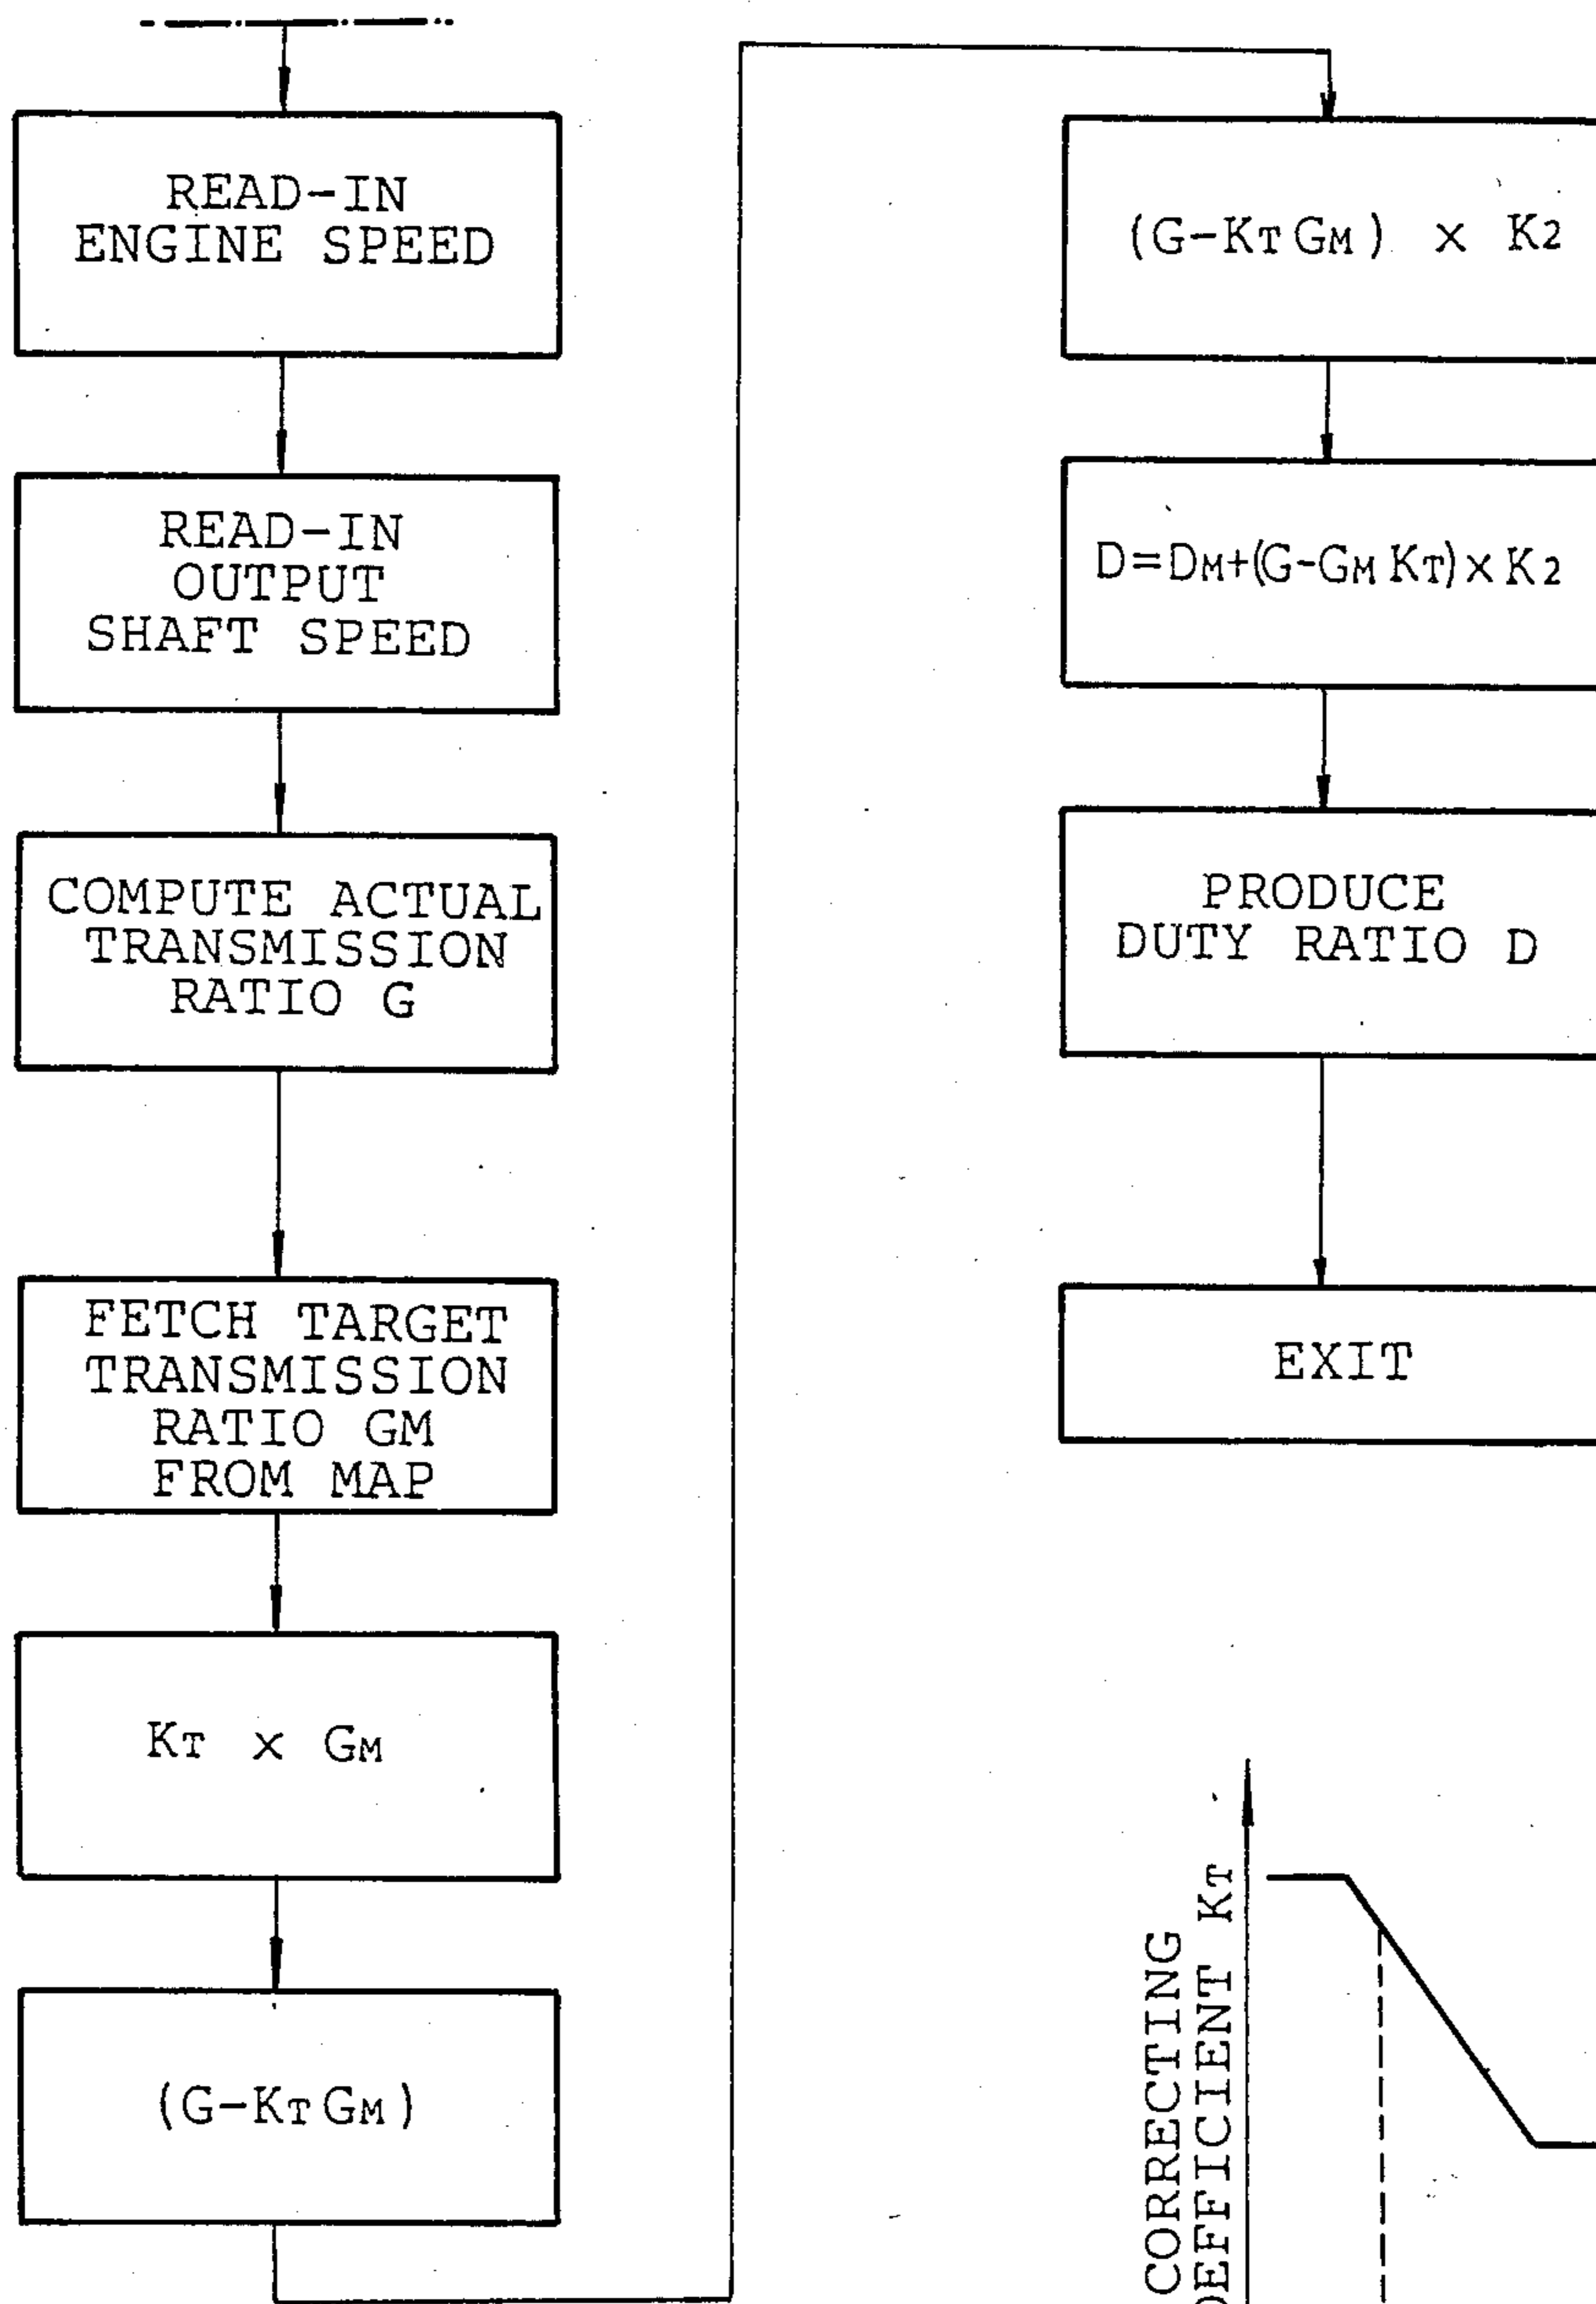 READ-IN
ENGINE SPEED
READ-IN
OUTPUT
SHAFT SPEED
COMPUTE ACTUAL
TRANSMISSION
RATIO G
FETCH TARGET
TRANSMISSION
RATIO GM
FROM MAP
KT × GM
(G-KT GM)
(G-KT GM) × K2
D=DM+(G-GM KT)×K2
PRODUCE
DUTY RATIO D
EXIT
CORRECTING
KT